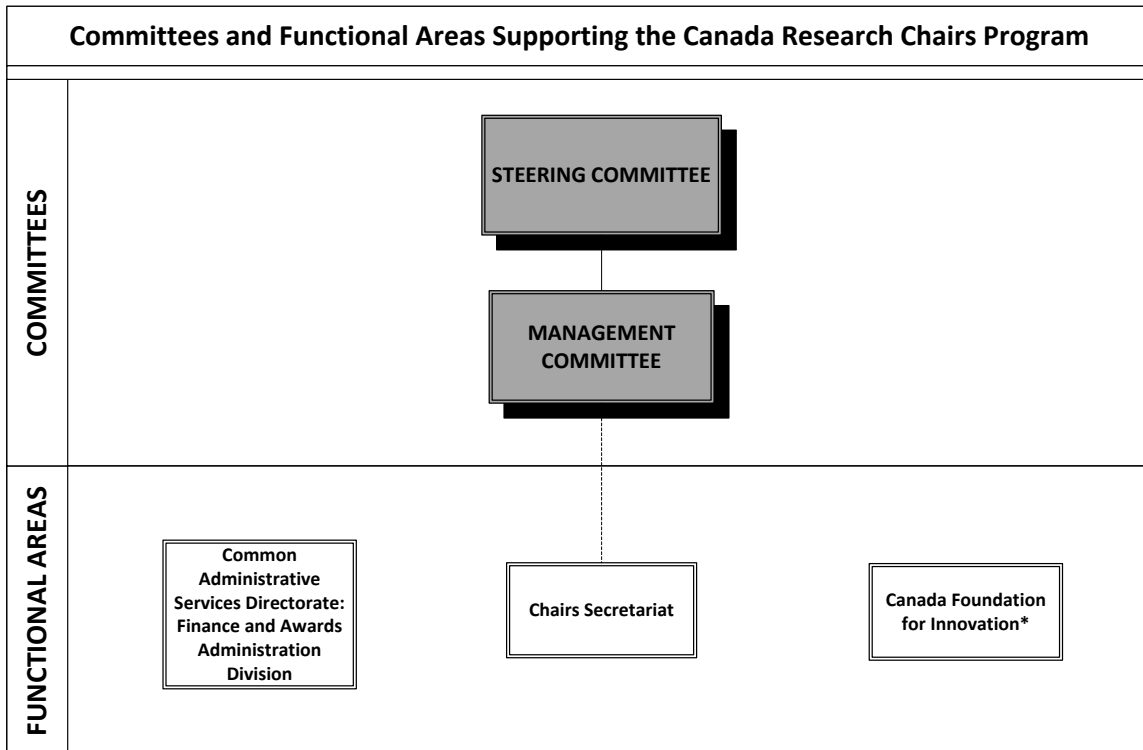 Committees and Functional Areas Supporting the Canada Research Chairs Program
COMMITTEES
STEERING COMMITTEE
MANAGEMENT
COMMITTEE
FUNCTIONAL AREAS
Common
Administrative
Services Directorate:
Finance and Awards
Administration
Division
Chairs Secretariat
Canada Foundation
for Innovation*